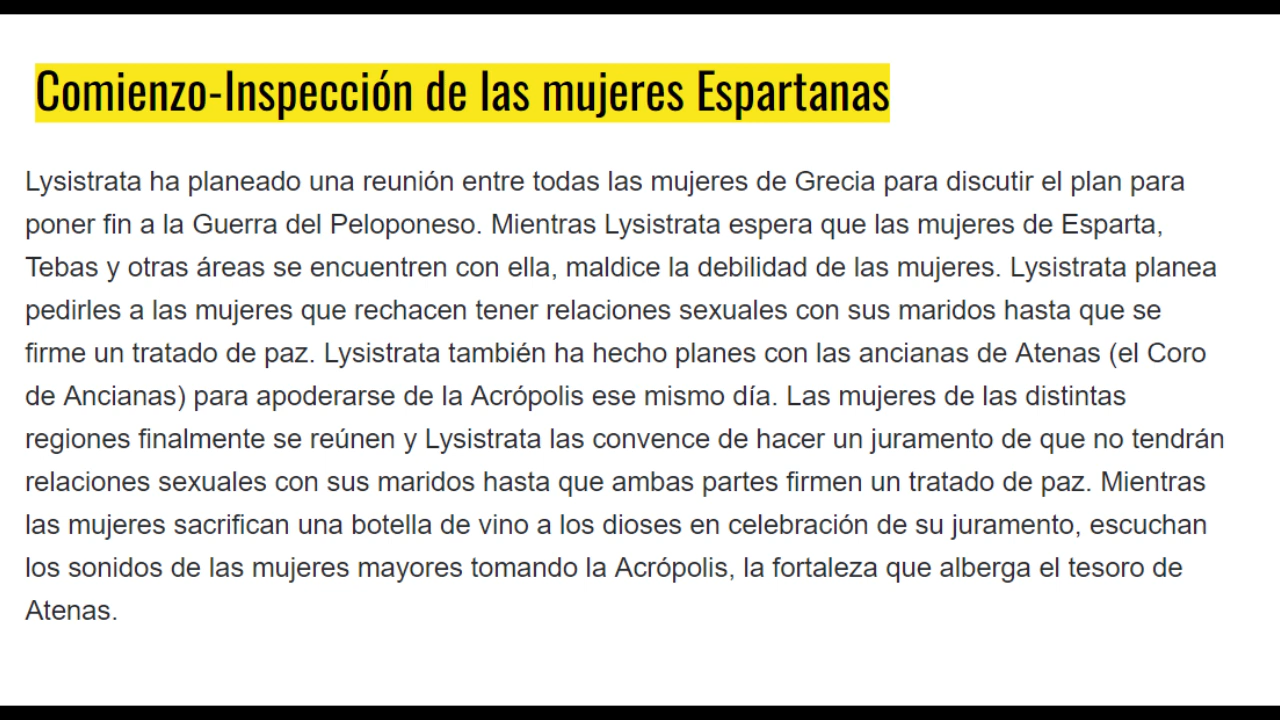 Comienzo-Inspección de las mujeres Espartanas
Lysistrata ha planeado una reunión entre todas las mujeres de Grecia para discutir el plan para
poner fin a la Guerra del Peloponeso. Mientras Lysistrata espera que las mujeres de Esparta,
Tebas y otras áreas se encuentren con ella, maldice la debilidad de las mujeres. Lysistrata planea
pedirles a las mujeres que rechacen tener relaciones sexuales con sus maridos hasta que se
firme un tratado de paz. Lysistrata también ha hecho planes con las ancianas de Atenas (el Coro
de Ancianas) para apoderarse de la Acrópolis ese mismo día. Las mujeres de las distintas
regiones finalmente se reúnen y Lysistrata las convence de hacer un juramento de que no tendrán
relaciones sexuales con sus maridos hasta que ambas partes firmen un tratado de paz. Mientras
las mujeres sacrifican una botella de vino a los dioses en celebración de su juramento, escuchan
los sonidos de las mujeres mayores tomando la Acrópolis, la fortaleza que alberga el tesoro de
Atenas.